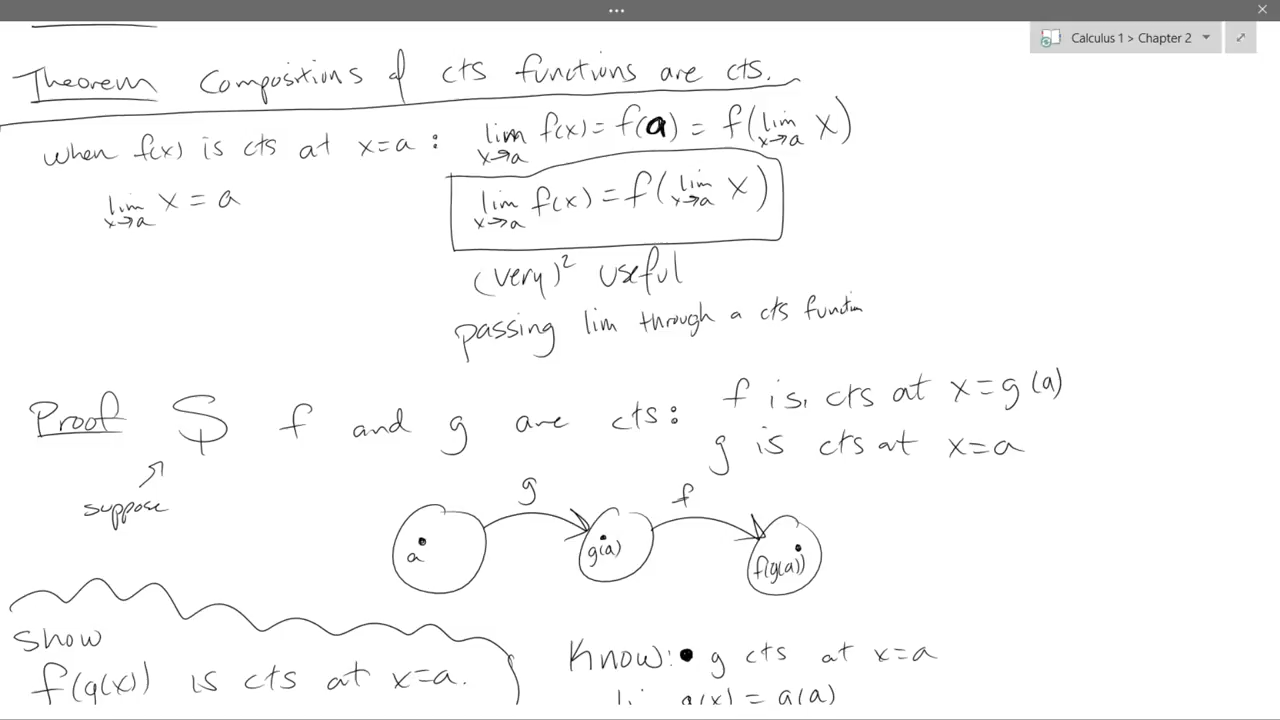 Calculus 1 > Chapter 2
Theorem Compositions of cts functions are cts.
when f(x) is cts at x=a : lim x→a f(x) = f(a) = f(lim x→a x)
lim x→a x = a
lim x→a f(x) = f(lim x→a x)
(very)² useful
passing lim through a cts function
Proof $ f and g are cts: f is cts at x=g(a)
g is cts at x=a
suppose
g f
a g(a) f(g(a))
Show
f(g(x)) is cts at x=a.
Know: • g cts at x=a
lim g(x) = g(a)